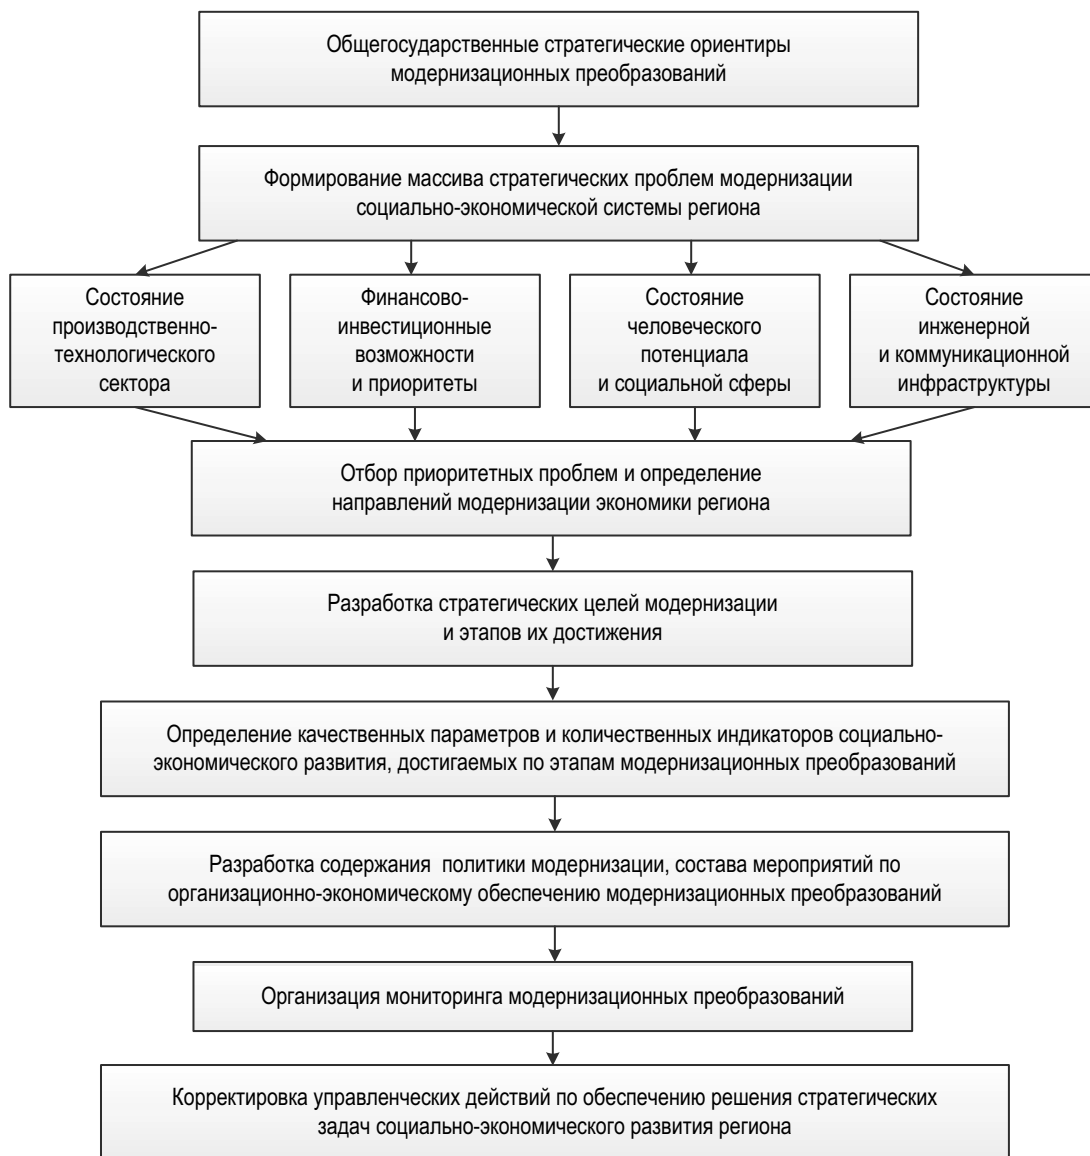 Общегосударственные стратегические ориентиры
модернизационных преобразований
Формирование массива стратегических проблем модернизации
социально-экономической системы региона
Состояние
производственно-
технологического
сектора
Финансово-
инвестиционные
возможности
и приоритеты
Состояние
человеческого
потенциала
и социальной сферы
Состояние
инженерной
и коммуникационной
инфраструктуры
Отбор приоритетных проблем и определение
направлений модернизации экономики региона
Разработка стратегических целей модернизации
и этапов их достижения
Определение качественных параметров и количественных индикаторов социально-
экономического развития, достигаемых по этапам модернизационных преобразований
Разработка содержания  политики модернизации, состава мероприятий по
организационно-экономическому обеспечению модернизационных преобразований
Организация мониторинга модернизационных преобразований
Корректировка управленческих действий по обеспечению решения стратегических
задач социально-экономического развития региона